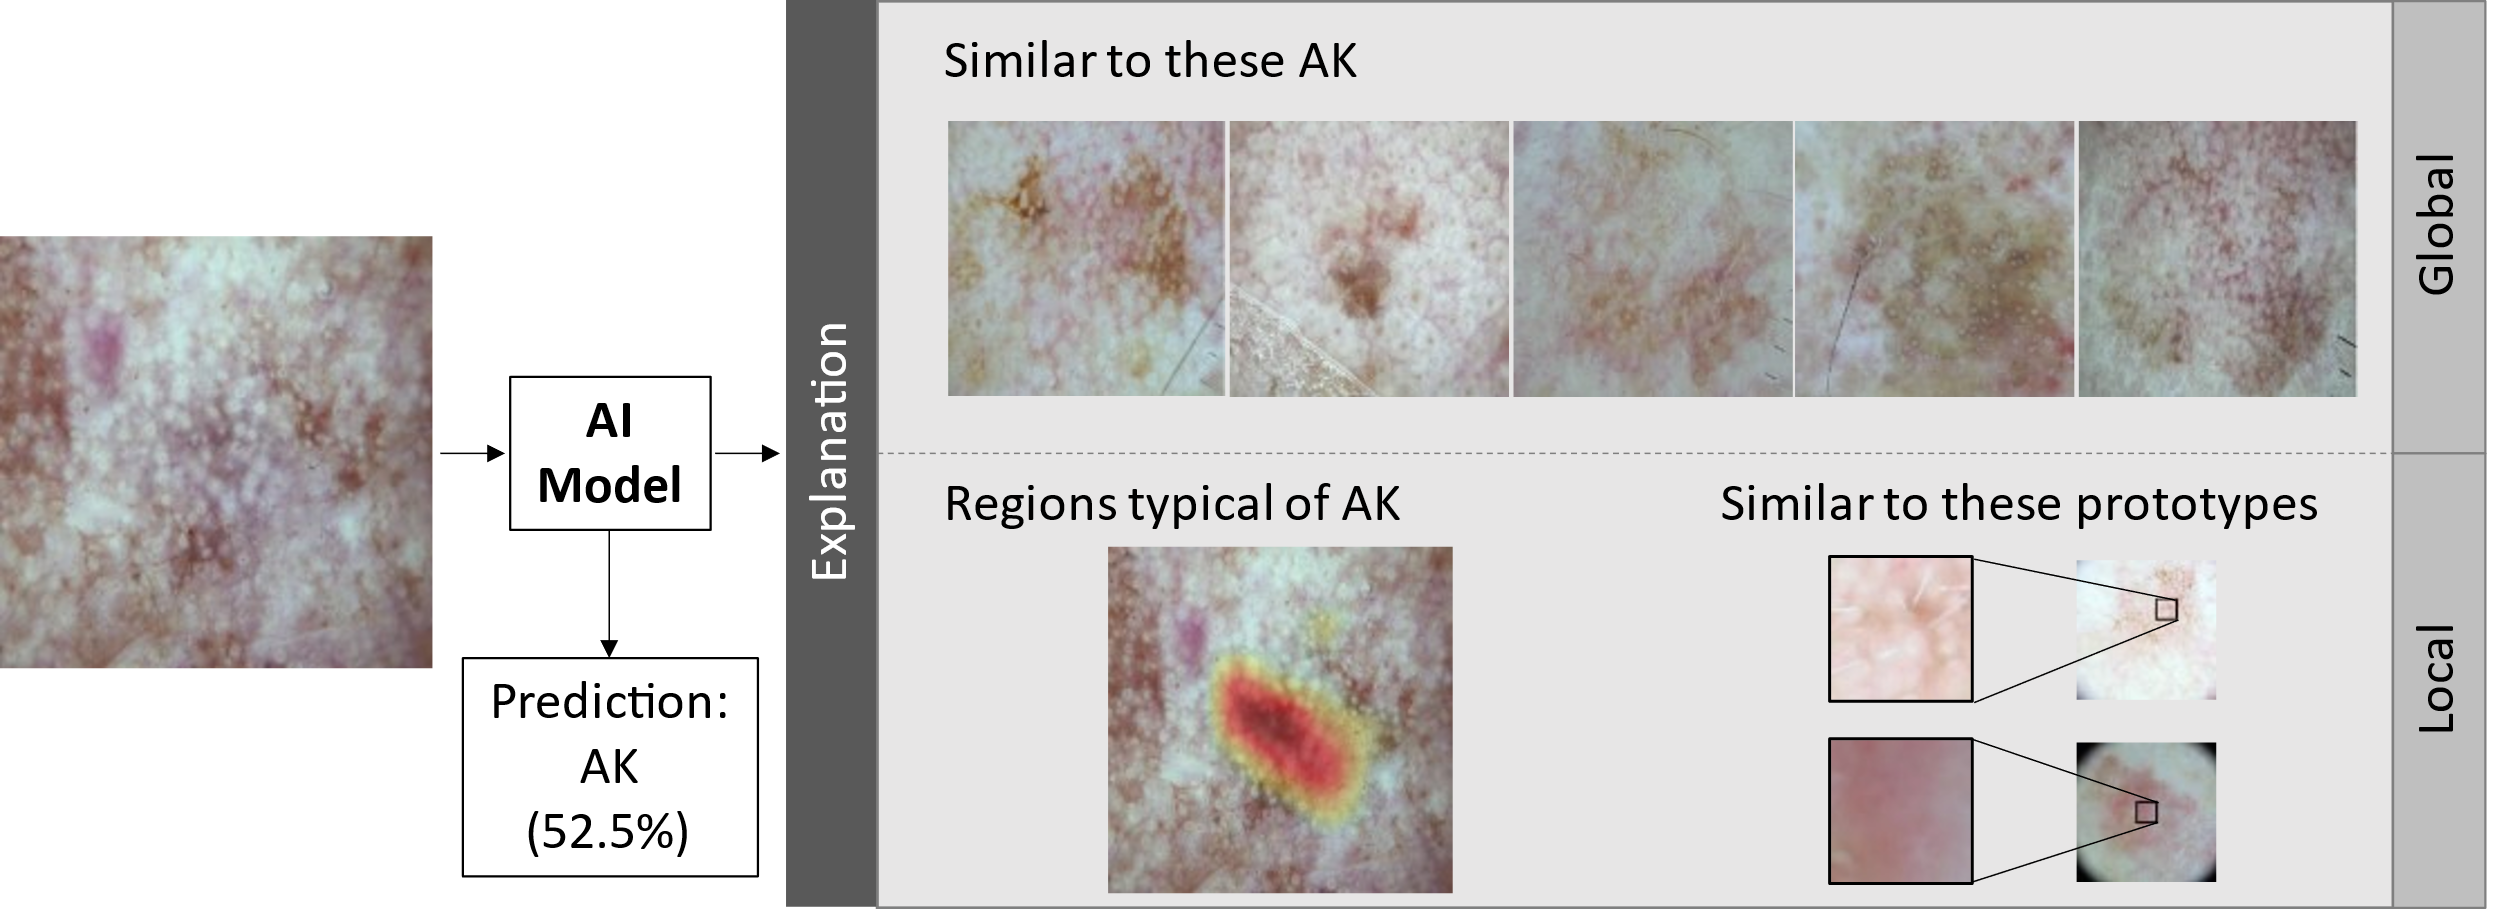 AI
Model
Prediction:
AK
(52.5%)
Explanation
Similar to these AK
Global
Regions typical of AK
Similar to these prototypes
Local